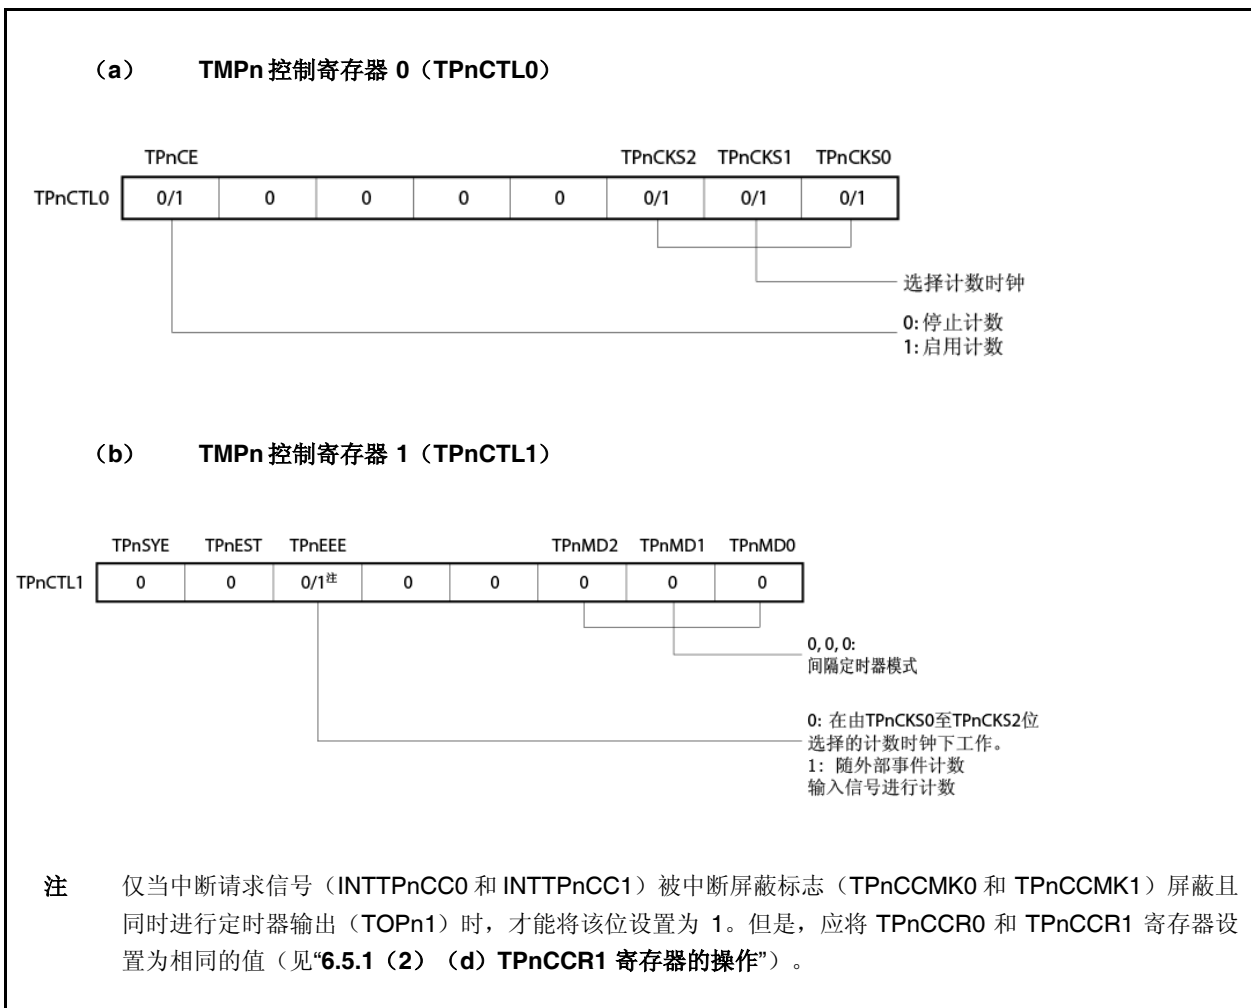 （a） TMPn 控制寄存器 0（TPnCTL0）
TPnCE TPnCKS2 TPnCKS1 TPnCKS0
TPnCTL0 0/1 0 0 0 0 0/1 0/1 0/1
选择计数时钟
0: 停止计数
1: 启用计数
（b） TMPn 控制寄存器 1（TPnCTL1）
TPnSYE TPnEST TPnEEE TPnMD2 TPnMD1 TPnMD0
TPnCTL1 0 0 0/1注 0 0 0 0 0
0, 0, 0:
间隔定时器模式
0: 在由TPnCKS0至TPnCKS2位
选择的计数时钟下工作。
1: 随外部事件计数
输入信号进行计数
注 仅当中断请求信号（INTTPnCC0 和 INTTPnCC1）被中断屏蔽标志（TPnCCMK0 和 TPnCCMK1）屏蔽且
同时进行定时器输出（TOPn1）时，才能将该位设置为 1。但是，应将 TPnCCR0 和 TPnCCR1 寄存器设
置为相同的值（见“6.5.1（2）（d）TPnCCR1 寄存器的操作”）。